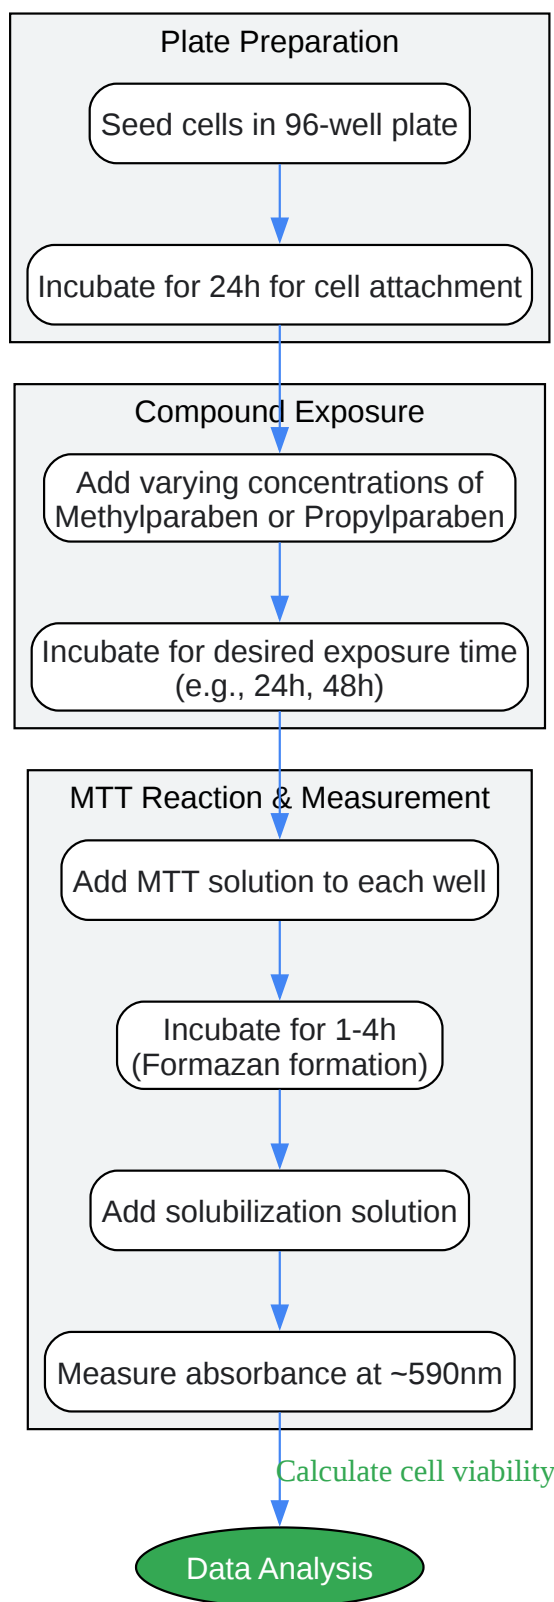 Plate Preparation
Seed cells in 96-well plate
Incubate for 24h for cell attachment
Compound Exposure
Add varying concentrations of
Methylparaben or Propylparaben
Incubate for desired exposure time
(e.g., 24h, 48h)
MTT Reaction & Measurement
Add MTT solution to each well
Incubate for 1-4h
(Formazan formation)
Add solubilization solution
Measure absorbance at ~590nm
Calculate cell viability
Data Analysis